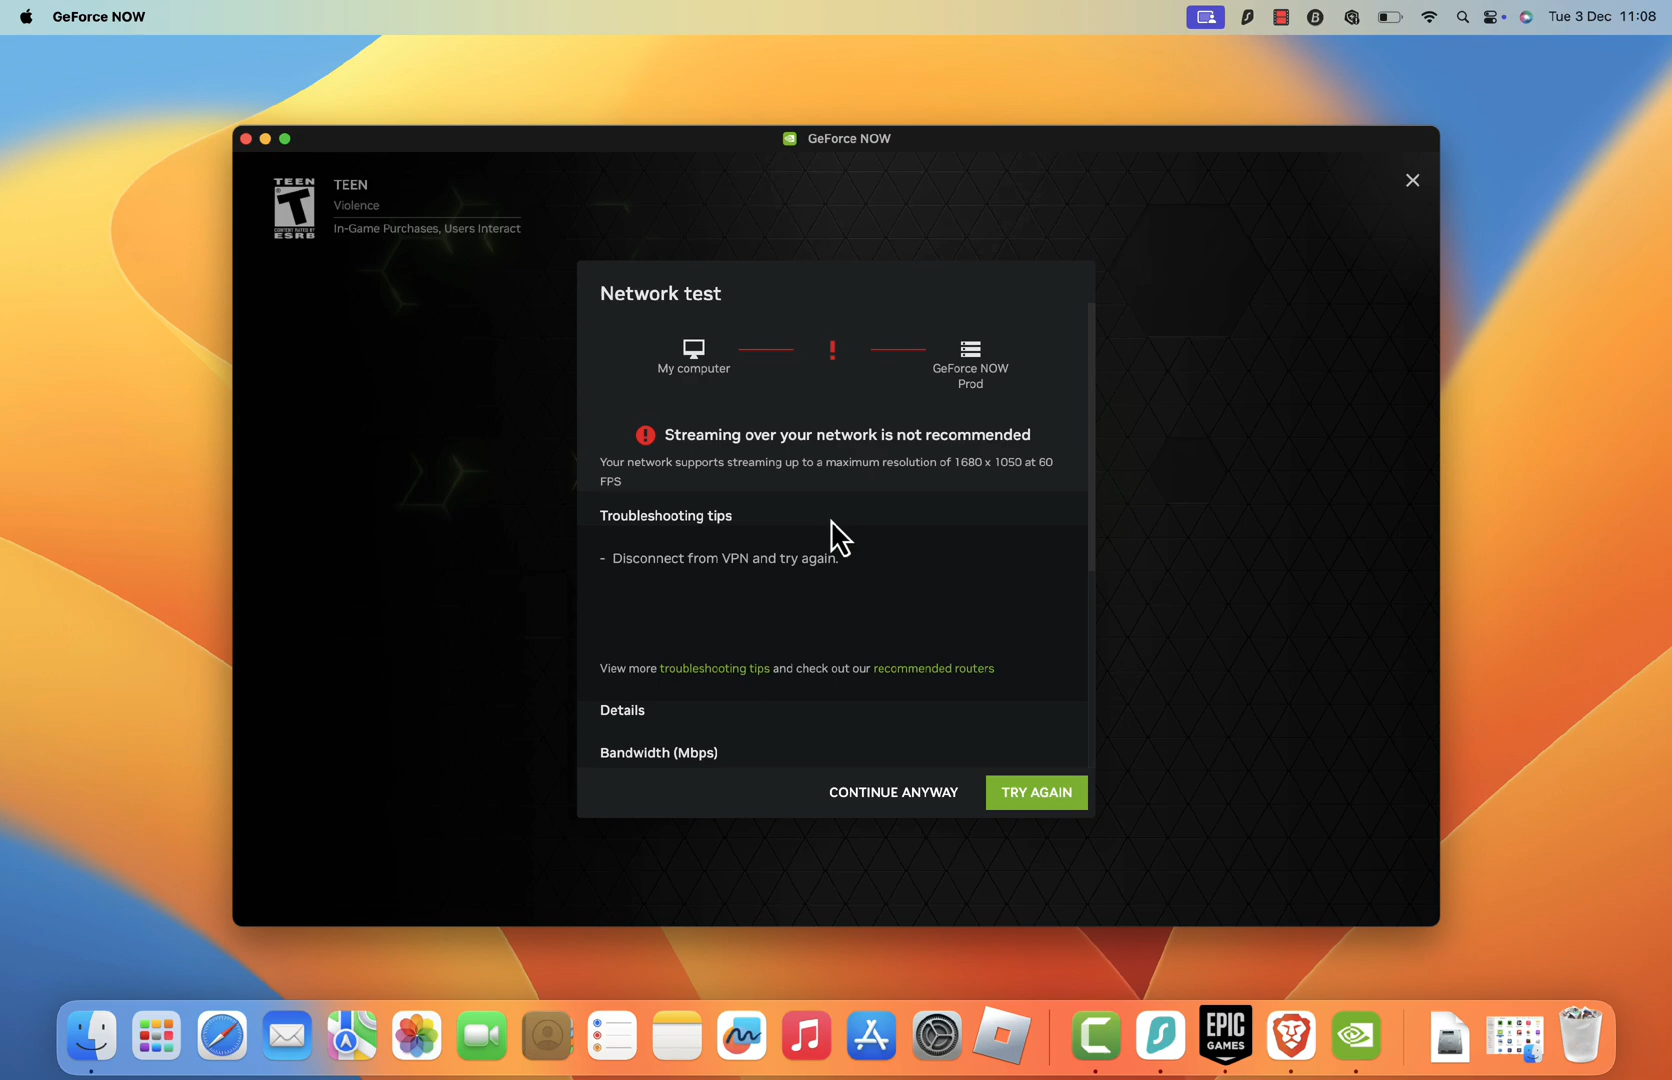 GeForce NOW
Tue 3 Dec 11:08
GeForce NOW
TEEN
T
CONTENT RATED BY
ESRB
TEEN
Violence
In-Game Purchases, Users Interact
Network test
My computer
!
GeForce NOW
Prod
! Streaming over your network is not recommended
Your network supports streaming up to a maximum resolution of 1680 x 1050 at 60
FPS
Troubleshooting tips
- Disconnect from VPN and try again.
View more troubleshooting tips and check out our recommended routers
Details
Bandwidth (Mbps)
CONTINUE ANYWAY
TRY AGAIN
EPIC
GAMES